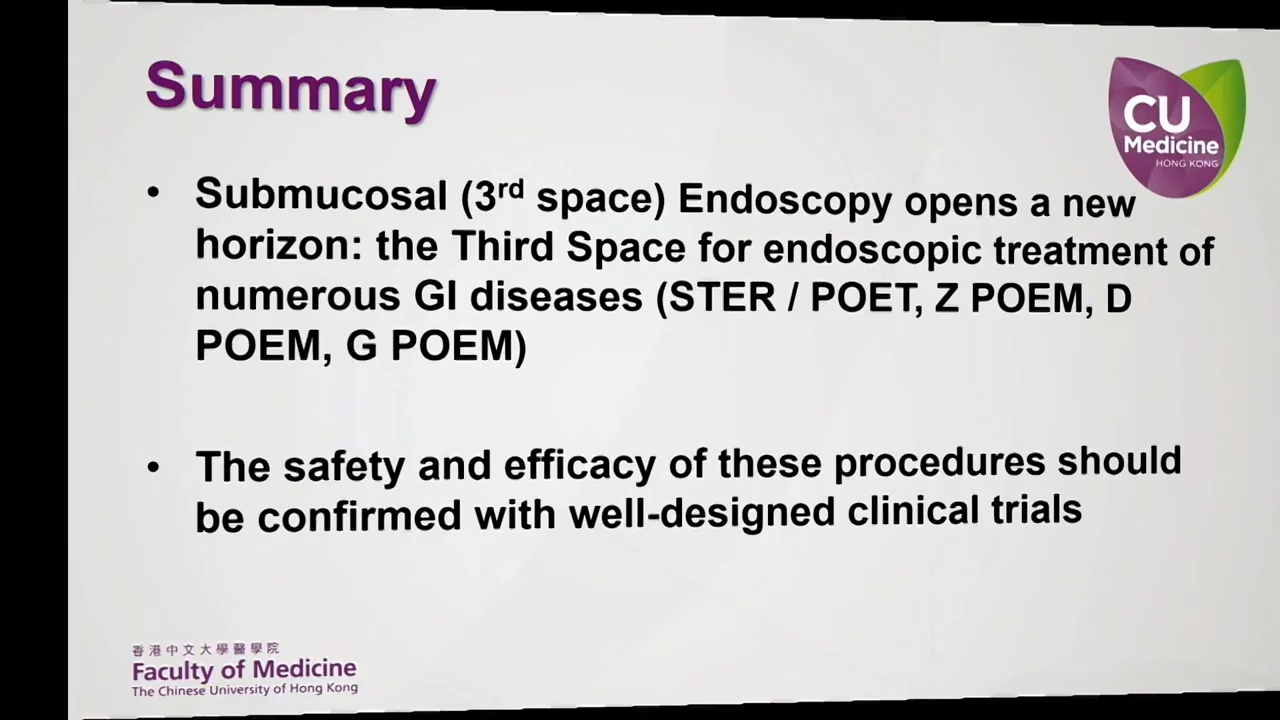 Summary
CU
Medicine
HONG KONG
• Submucosal (3rd space) Endoscopy opens a new
horizon: the Third Space for endoscopic treatment of
numerous GI diseases (STER / POET, Z POEM, D
POEM, G POEM)
• The safety and efficacy of these procedures should
be confirmed with well-designed clinical trials
香港中文大學醫學院
Faculty of Medicine
The Chinese University of Hong Kong